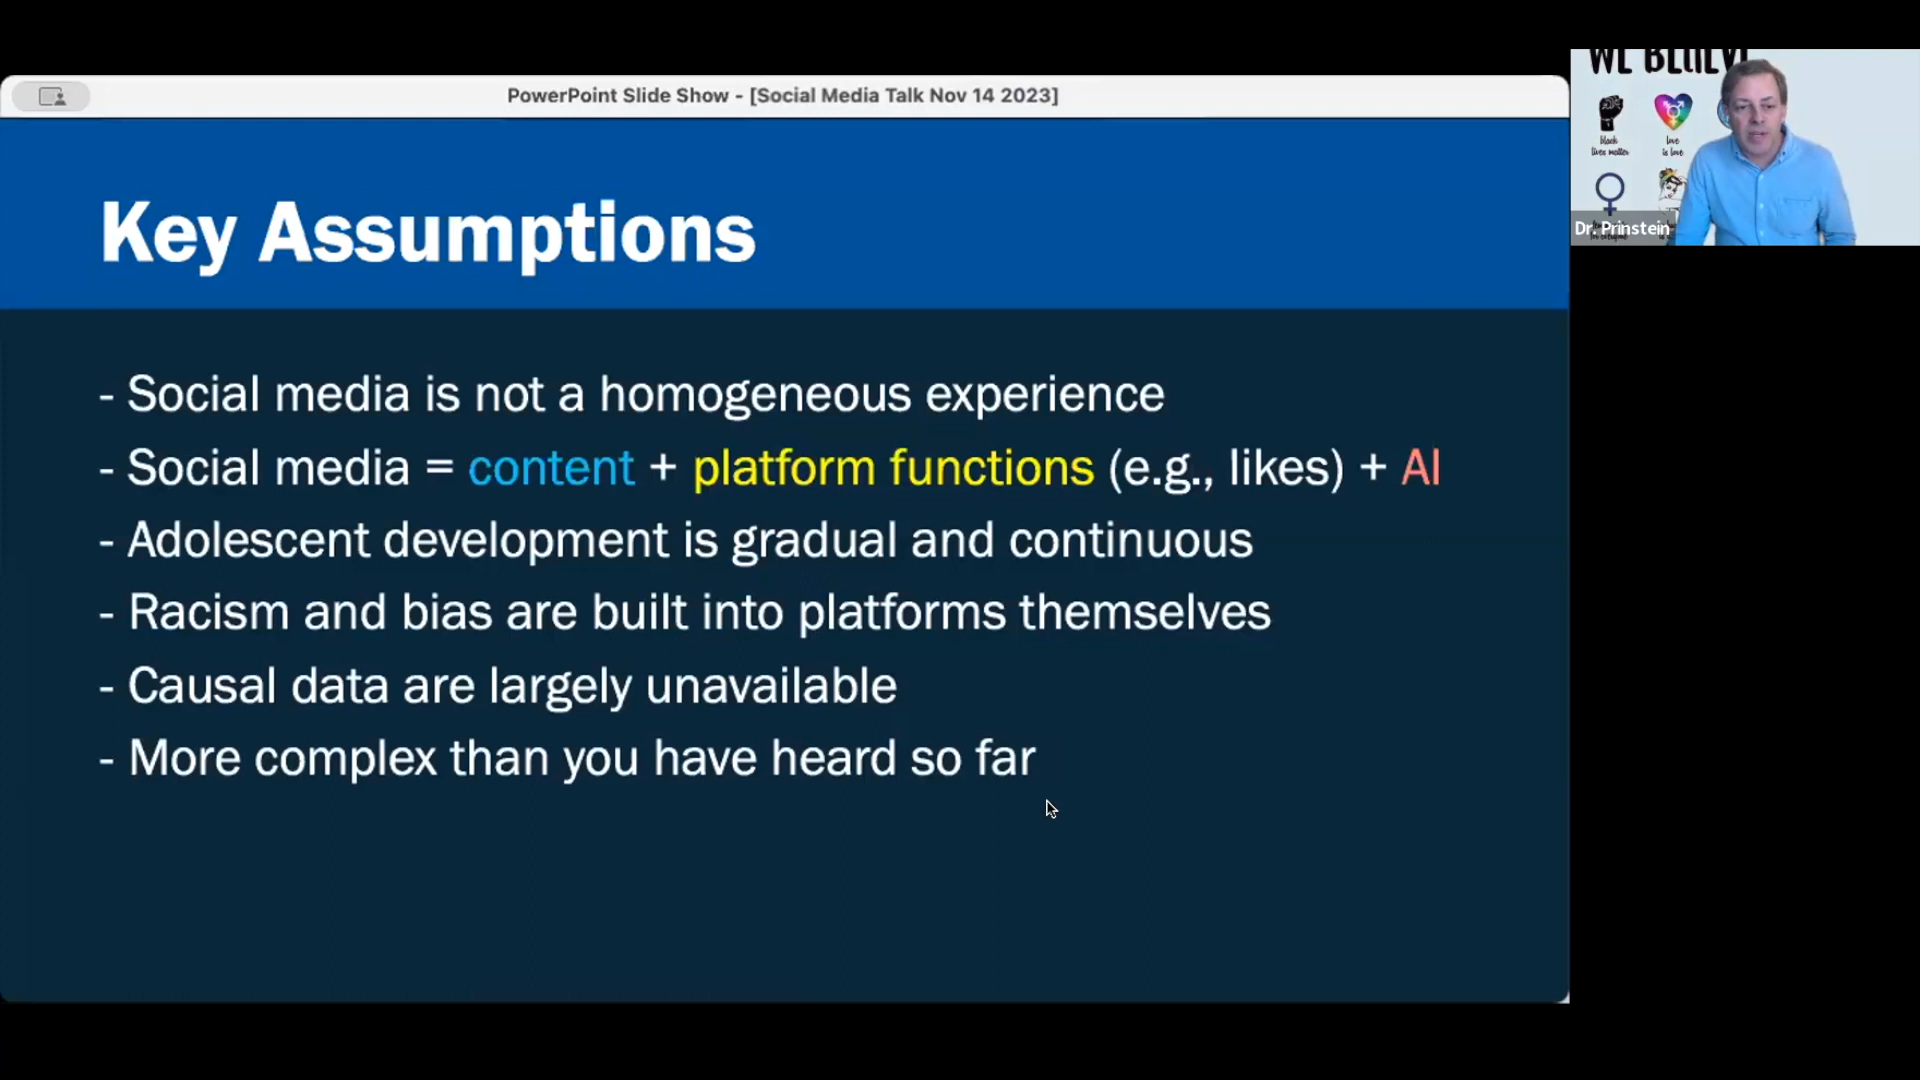 PowerPoint Slide Show - [Social Media Talk Nov 14 2023]
Key Assumptions
- Social media is not a homogeneous experience
- Social media = content + platform functions (e.g., likes) + AI
- Adolescent development is gradual and continuous
- Racism and bias are built into platforms themselves
- Causal data are largely unavailable
- More complex than you have heard so far
WE BELIEVE
black
lives matter
love
is love
Dr. Prinstein